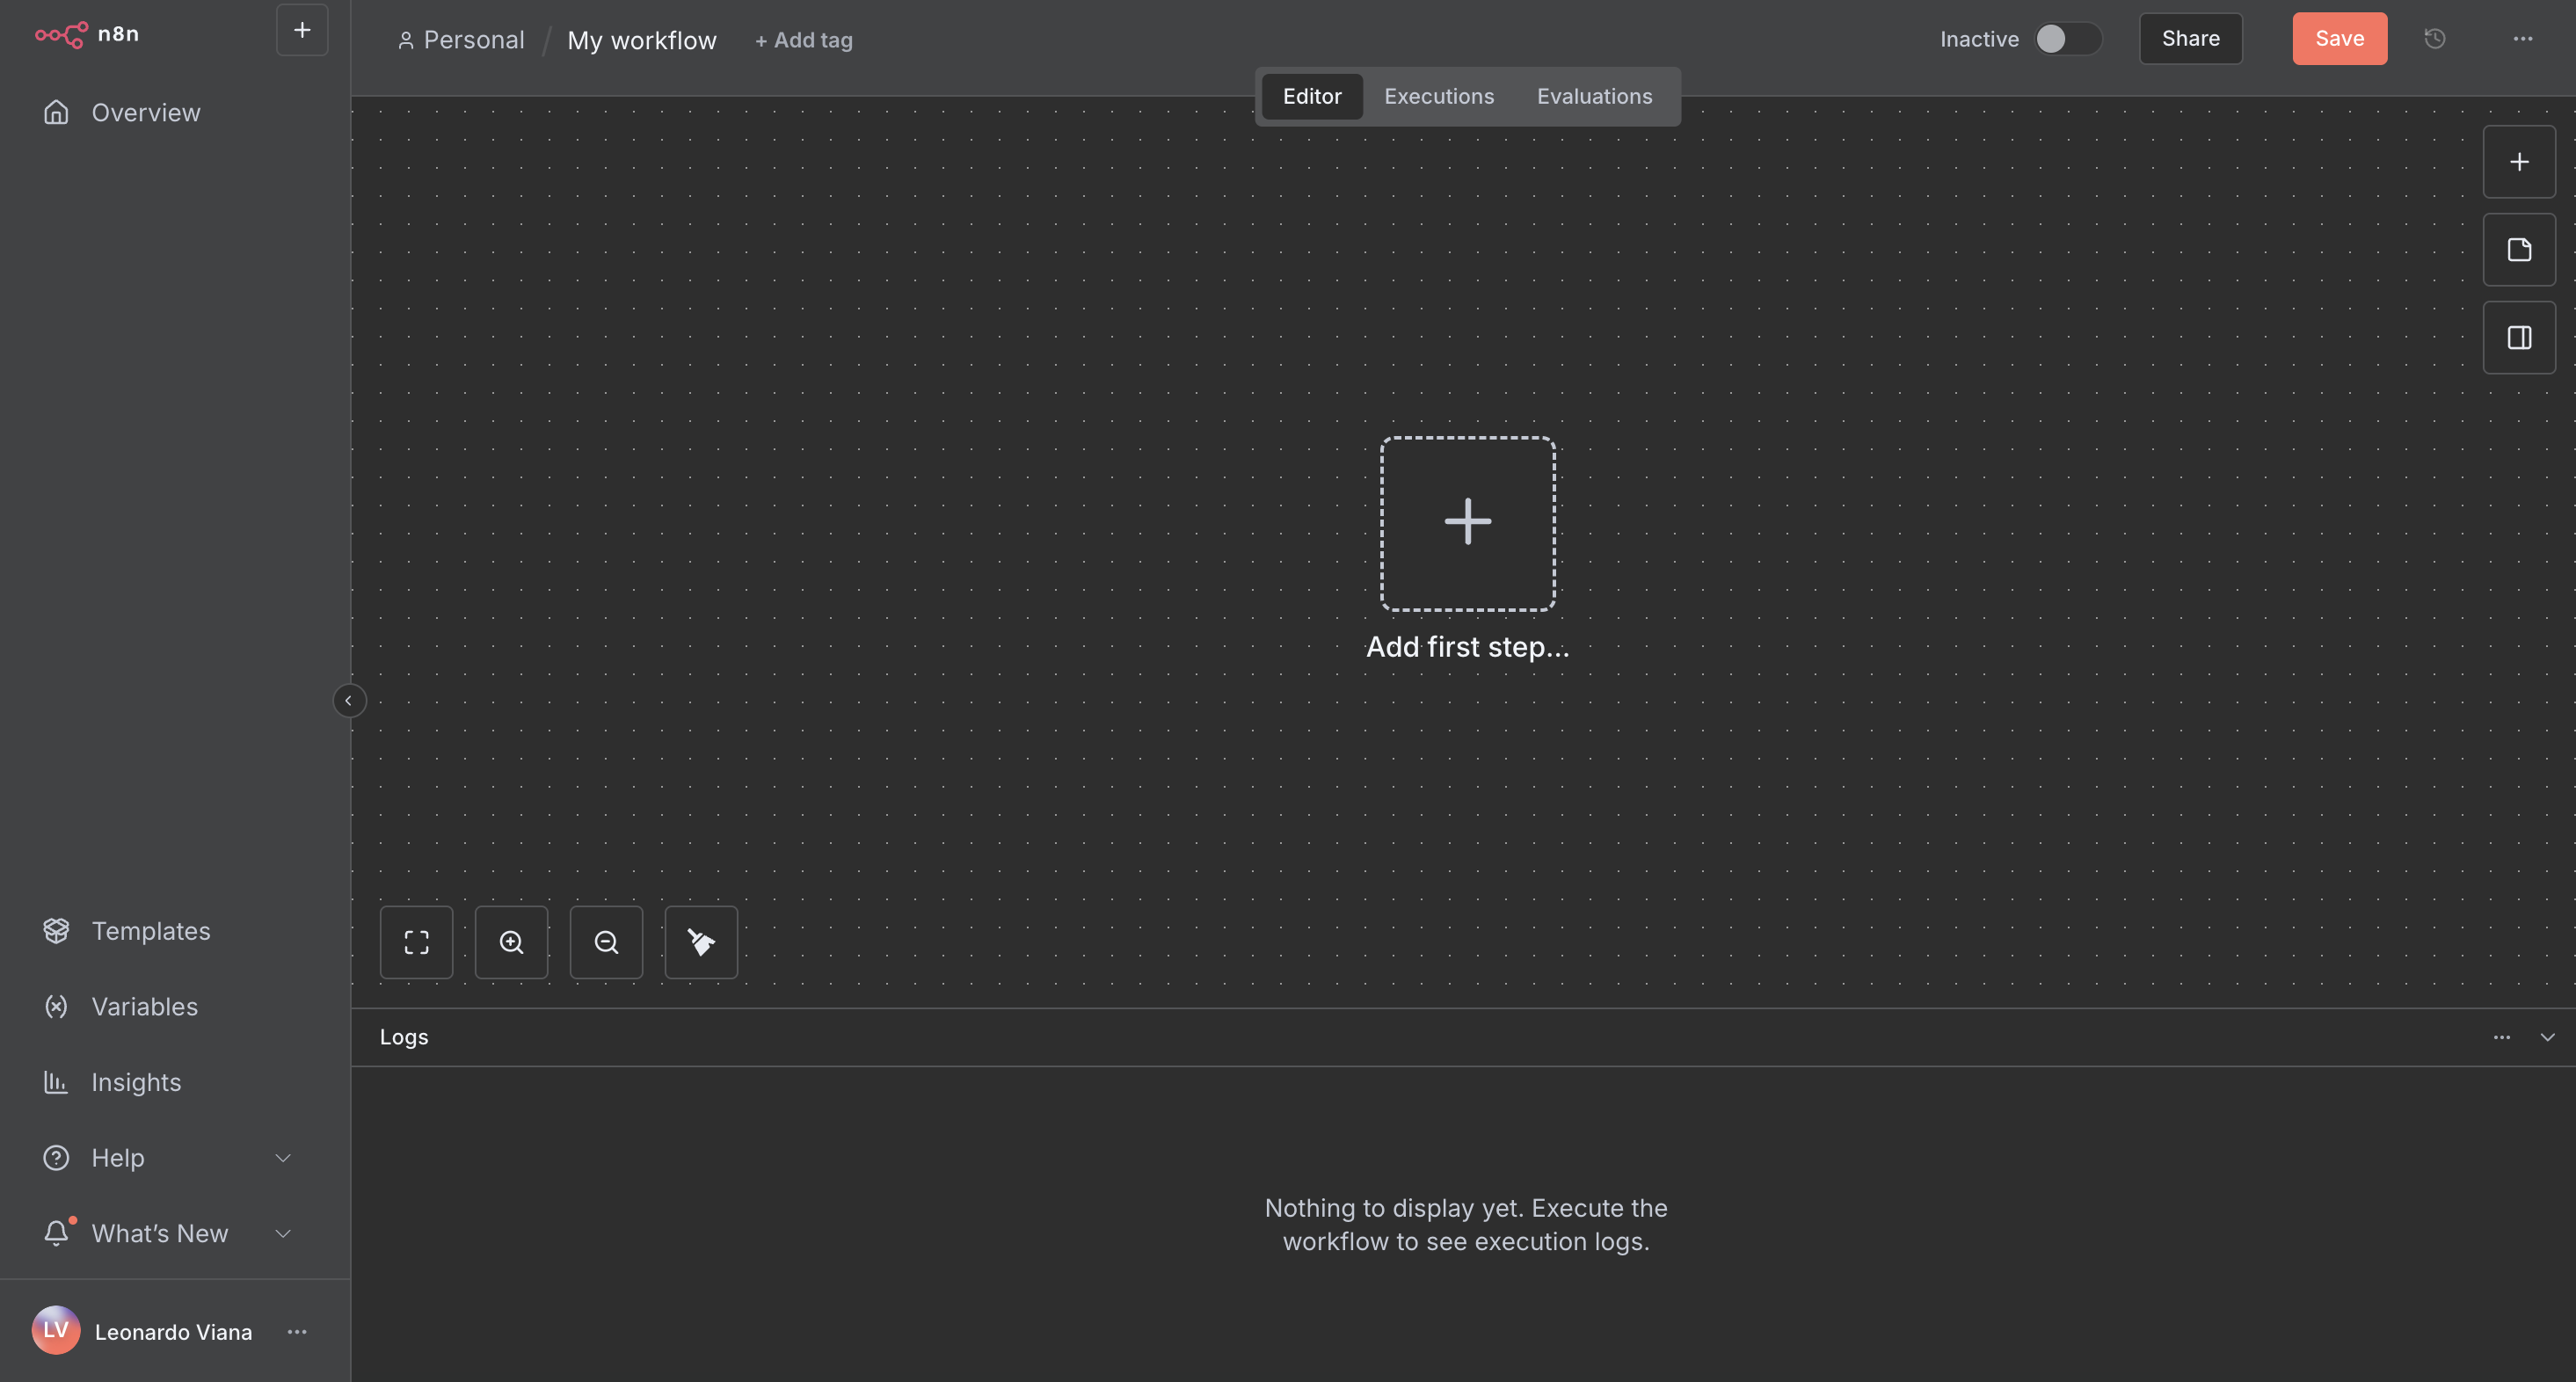 n8n
Personal / My workflow + Add tag
Inactive Share Save
Editor Executions Evaluations
Overview
Add first step...
Templates
Variables
Insights
Help
What's New
LV Leonardo Viana
Logs
Nothing to display yet. Execute the
workflow to see execution logs.